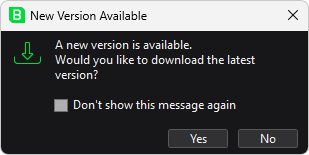 B New Version Available
A new version is available.
Would you like to download the latest
version?
Don't show this message again
Yes No